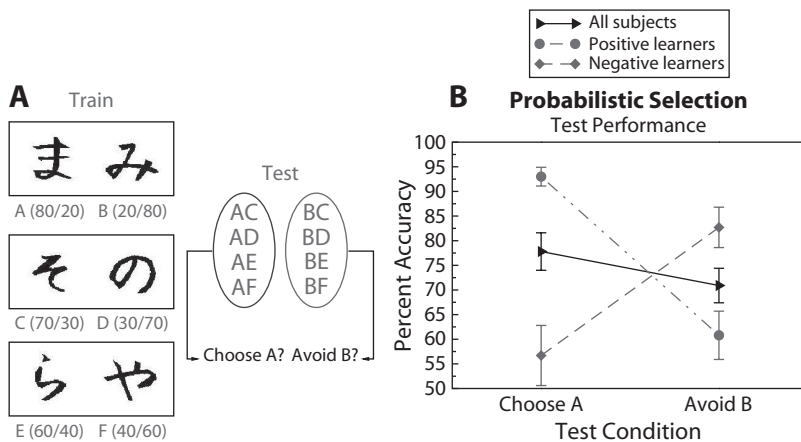 All subjects
Positive learners
Negative learners
A
Train
ま み
A (80/20) B (20/80)
そ の
C (70/30) D (30/70)
ら や
E (60/40) F (40/60)
Test
AC BC
AD BD
AE BE
AF BF
Choose A? Avoid B?
B Probabilistic Selection
Test Performance
Percent Accuracy
100
95
90
85
80
75
70
65
60
55
50
Choose A Avoid B
Test Condition